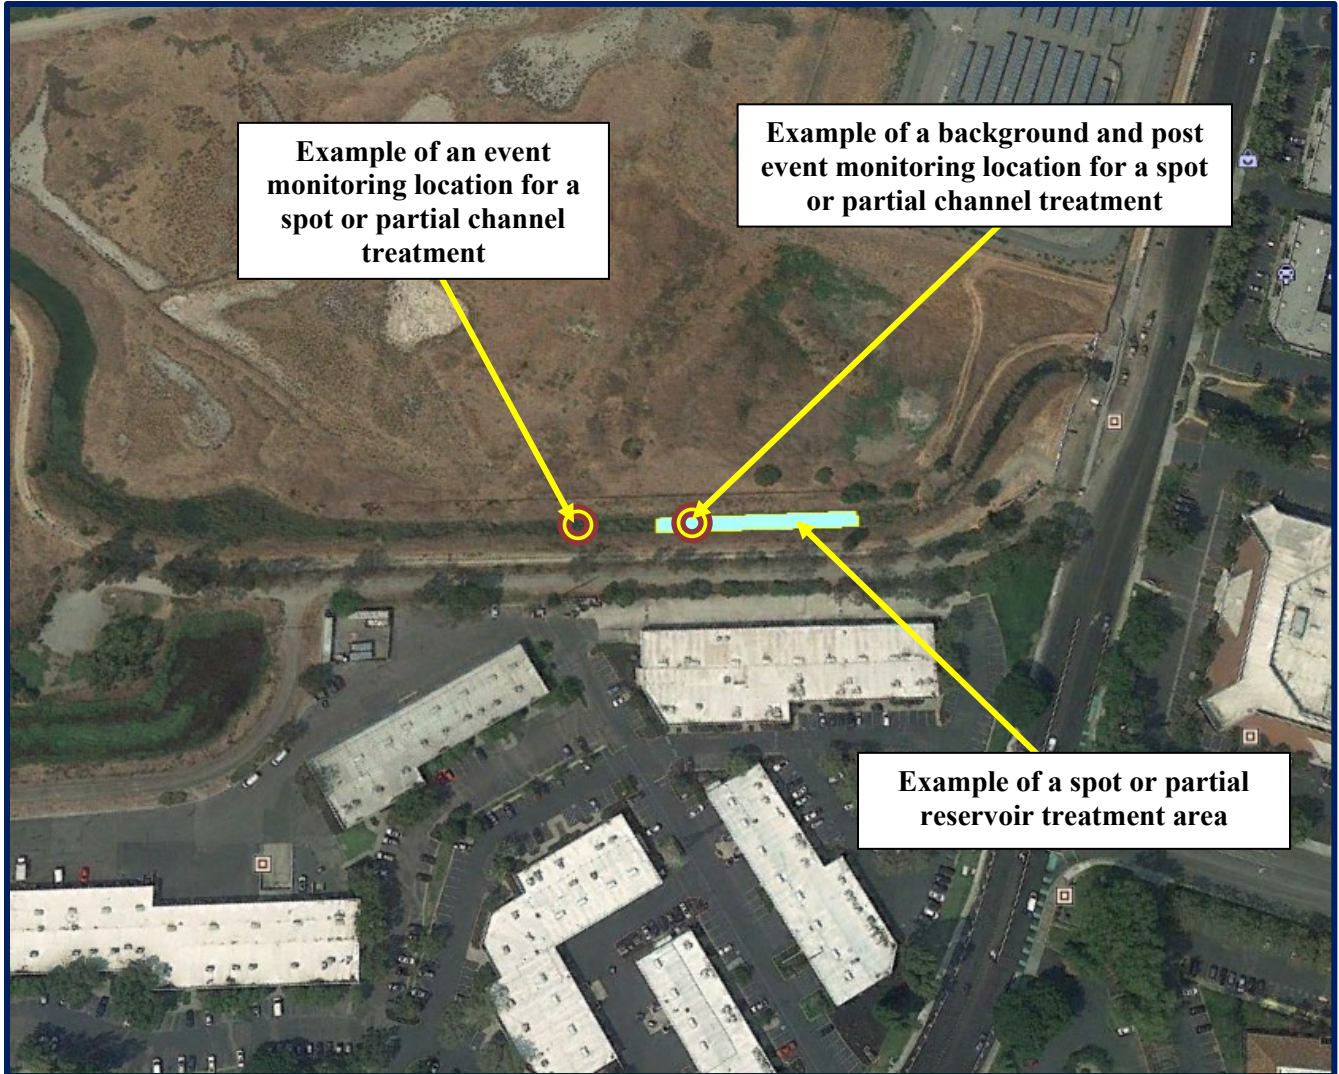 Example of an event
monitoring location for a
spot or partial channel
treatment
Example of a background and post
event monitoring location for a spot
or partial channel treatment
Example of a spot or partial
reservoir treatment area